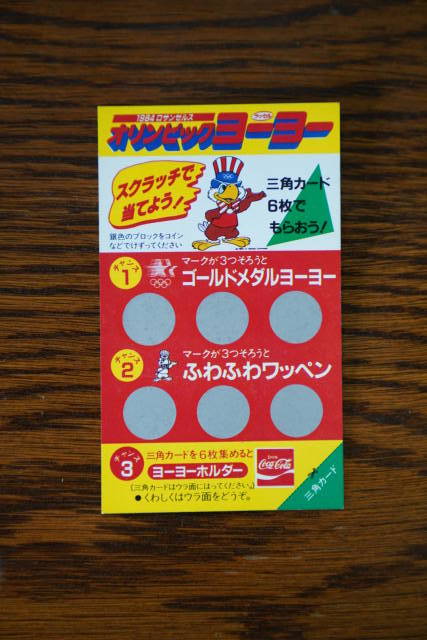 1984 ロサンゼルス
オリンピックヨーヨー
スクラッチで
当てよう!
銀色のブロックをコイン
などでけずってください
三角カード
6枚で
もらおう!
チャンス
1
マークが3つそろうと
ゴールドメダルヨーヨー
チャンス
2
マークが3つそろうと
ふわふわワッペン
チャンス
3
三角カードを6枚集めると
ヨーヨーホルダー
(三角カードはウラ面にはってください。)
●くわしくはウラ面をどうぞ。
Drink
Coca-Cola
三角カード